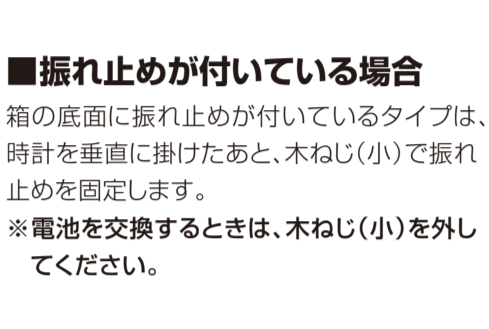 ■振れ止めが付いている場合
箱の底面に振れ止めが付いているタイプは、
時計を垂直に掛けたあと、木ねじ(小)で振れ
止めを固定します。
※電池を交換するときは、木ねじ(小)を外し
てください。